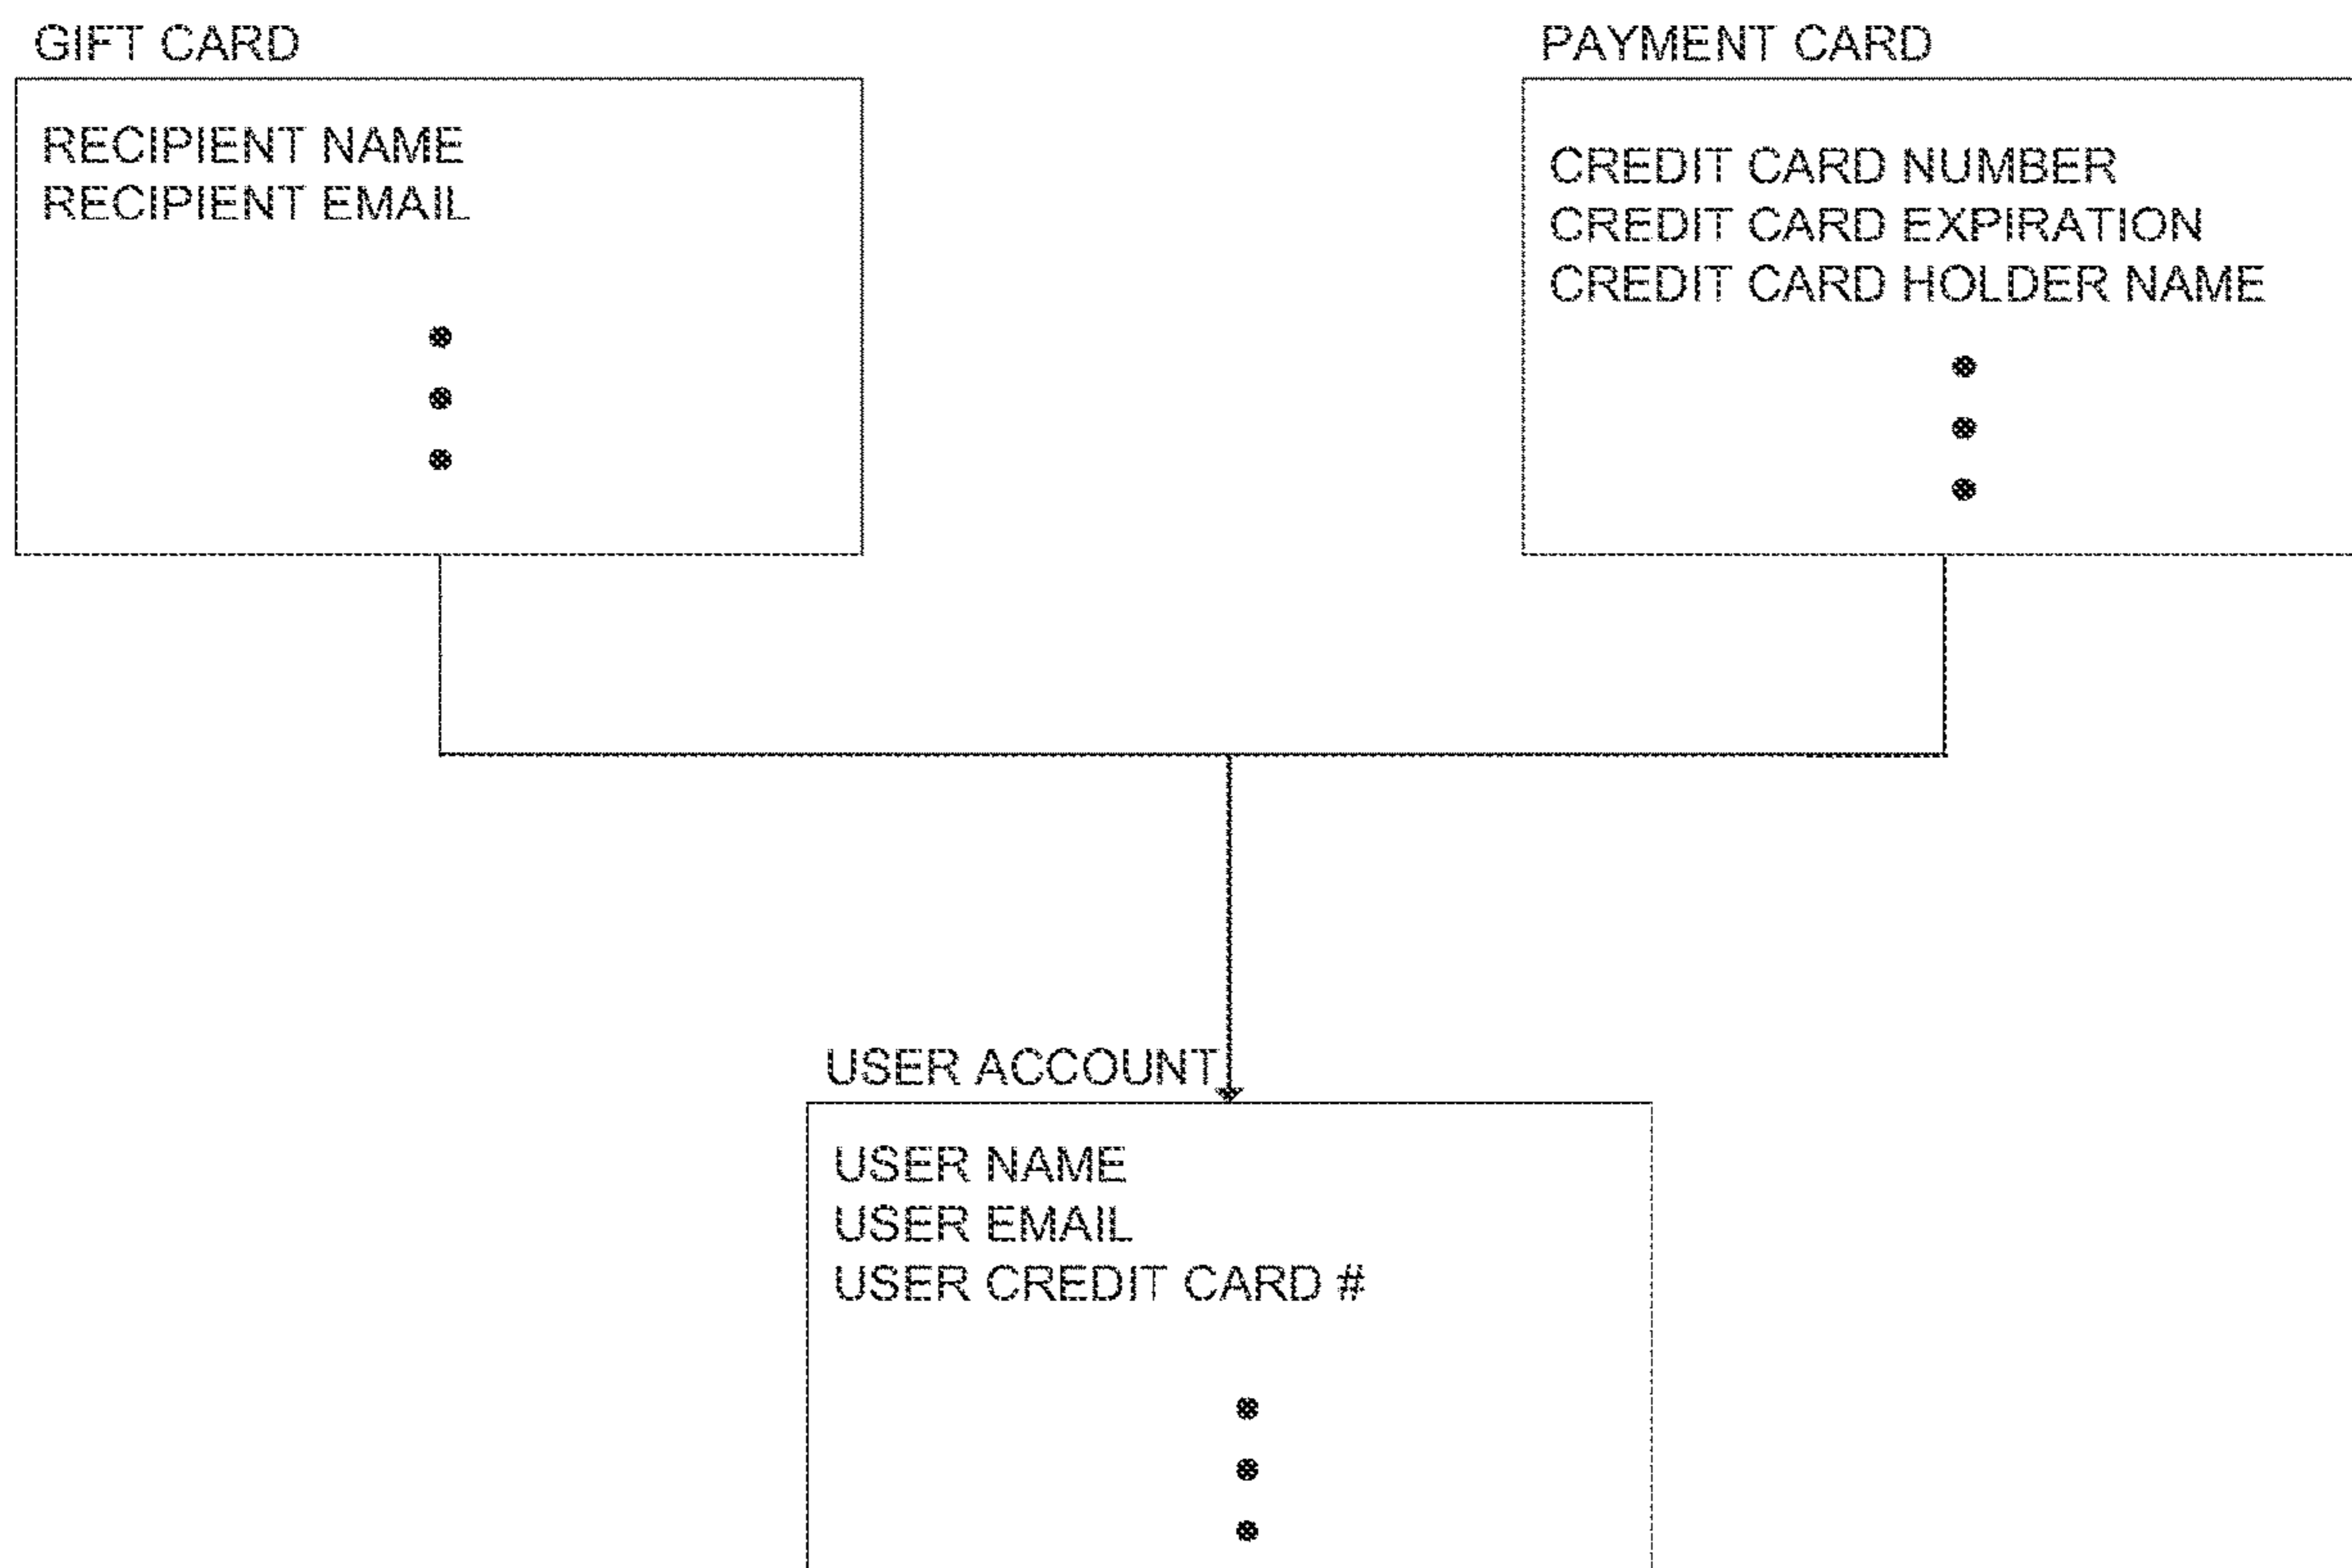 GIFT CARD
RECIPIENT NAME
RECIPIENT EMAIL
PAYMENT CARD
CREDIT CARD NUMBER
CREDIT CARD EXPIRATION
CREDIT CARD HOLDER NAME
USER ACCOUNT
USER NAME
USER EMAIL
USER CREDIT CARD #